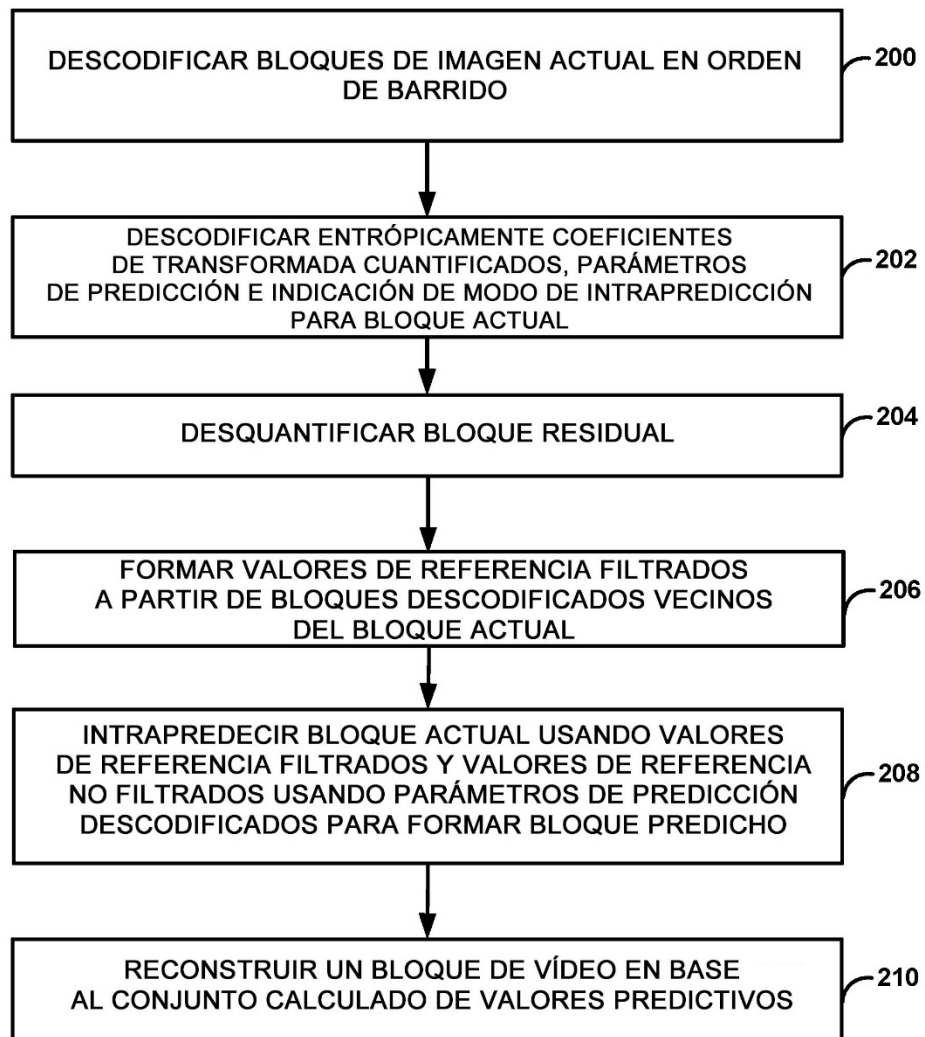 DESCODIFICAR BLOQUES DE IMAGEN ACTUAL EN ORDEN
DE BARRIDO
200
DESCODIFICAR ENTRÓPICAMENTE COEFICIENTES
DE TRANSFORMADA CUANTIFICADOS, PARÁMETROS
DE PREDICCIÓN E INDICACIÓN DE MODO DE INTRAPREDICCIÓN
PARA BLOQUE ACTUAL
202
DESQUANTIFICAR BLOQUE RESIDUAL
204
FORMAR VALORES DE REFERENCIA FILTRADOS
A PARTIR DE BLOQUES DESCODIFICADOS VECINOS
DEL BLOQUE ACTUAL
206
INTRAPREDECIR BLOQUE ACTUAL USANDO VALORES
DE REFERENCIA FILTRADOS Y VALORES DE REFERENCIA
NO FILTRADOS USANDO PARÁMETROS DE PREDICCIÓN
DESCODIFICADOS PARA FORMAR BLOQUE PREDICHO
208
RECONSTRUIR UN BLOQUE DE VÍDEO EN BASE
AL CONJUNTO CALCULADO DE VALORES PREDICTIVOS
210